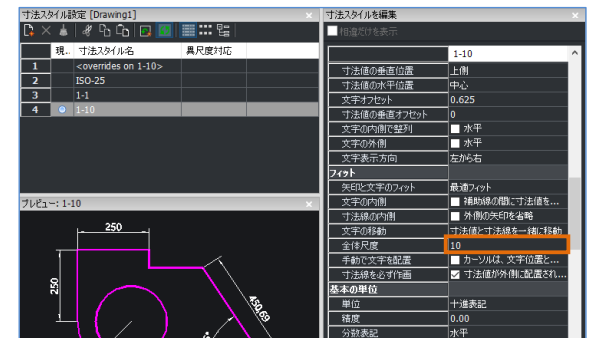 寸法スタイル設定 [Drawing1]
現.. 寸法スタイル名 異尺度対応
1 <overrides on 1-10>
2 ISO-25
3 1-1
4 1-10
プレビュー: 1-10
250
250
450,69
寸法スタイルを編集
相違だけを表示
1-10
寸法値の垂直位置 上側
寸法値の水平位置 中心
文字オフセット 0.625
寸法値の垂直オフセット 0
文字の内側で整列 水平
文字の外側 水平
文字表示方向 左から右
フィット
矢印と文字のフィット 最適フィット
文字の内側 補助線の間に寸法値を...
寸法線の内側 外側の矢印を省略
文字の移動 寸法値と寸法線を一緒に移動
全体尺度 10
手動で文字を配置 カーソルは、文字位置と...
寸法線を必ず作画 寸法値が外側に配置され...
基本の単位
単位 十進表記
精度 0.00
分数表記 水平